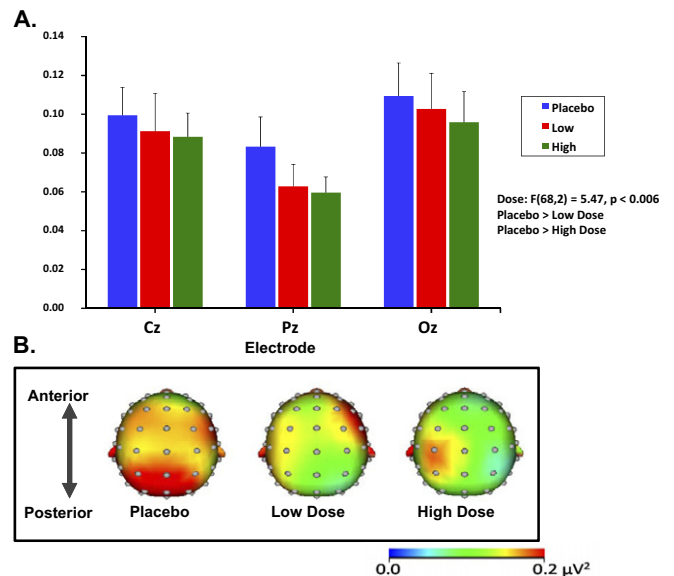 A.
0.14
0.12
0.10
0.08
0.06
0.04
0.02
0.00
Cz Pz Oz
Electrode
Placebo
Low
High
Dose: F(68,2) = 5.47, p < 0.006
Placebo > Low Dose
Placebo > High Dose
B.
Anterior
Posterior
Placebo Low Dose High Dose
0.0 0.2 µV²